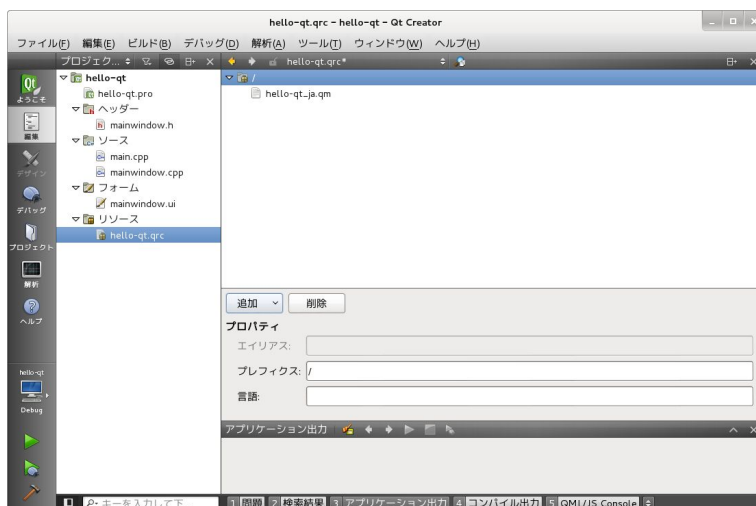 hello-qt.qrc - hello-qt - Qt Creator
ファイル(F) 編集(E) ビルド(B) デバッグ(D) 解析(A) ツール(T) ウィンドウ(W) ヘルプ(H)
プロジェク... hello-qt.qrc*
ようこそ
編集
デザイン
デバッグ
プロジェクト
解析
ヘルプ
hello-qt
Debug
hello-qt
hello-qt.pro
ヘッダー
mainwindow.h
ソース
main.cpp
mainwindow.cpp
フォーム
mainwindow.ui
リソース
hello-qt.qrc
/
hello-qt_ja.qm
追加 削除
プロパティ
エイリアス:
プレフィクス: /
言語:
アプリケーション出力
キーを入力して下... 1 問題 2 検索結果 3 アプリケーション出力 4 コンパイル出力 5 QML/JS Console